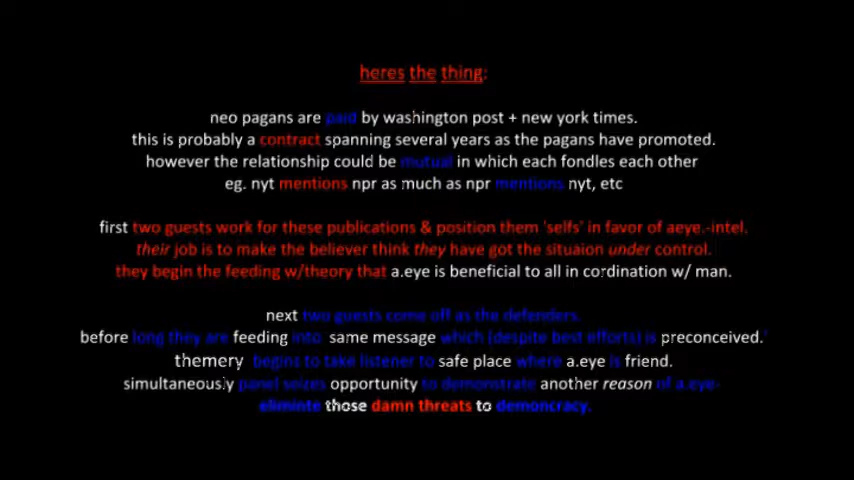 heres the thing:
neo pagans are paid by washington post + new york times.
this is probably a contract spanning several years as the pagans have promoted.
however the relationship could be mutual in which each fondles each other
eg. nyt mentions npr as much as npr mentions nyt, etc
first two guests work for these publications & position them 'selfs' in favor of aeye.-intel.
their job is to make the believer think they have got the situaion under control.
they begin the feeding w/theory that a.eye is beneficial to all in cordination w/ man.
next two guests come off as the defenders.
before long they are feeding into same message which (despite best efforts) is preconceived.'
themery begins to take listener to safe place where a.eye is friend.
simultaneously panel seizes opportunity to demonstrate another reason of a.eye-
eliminte those damn threats to demoncracy.